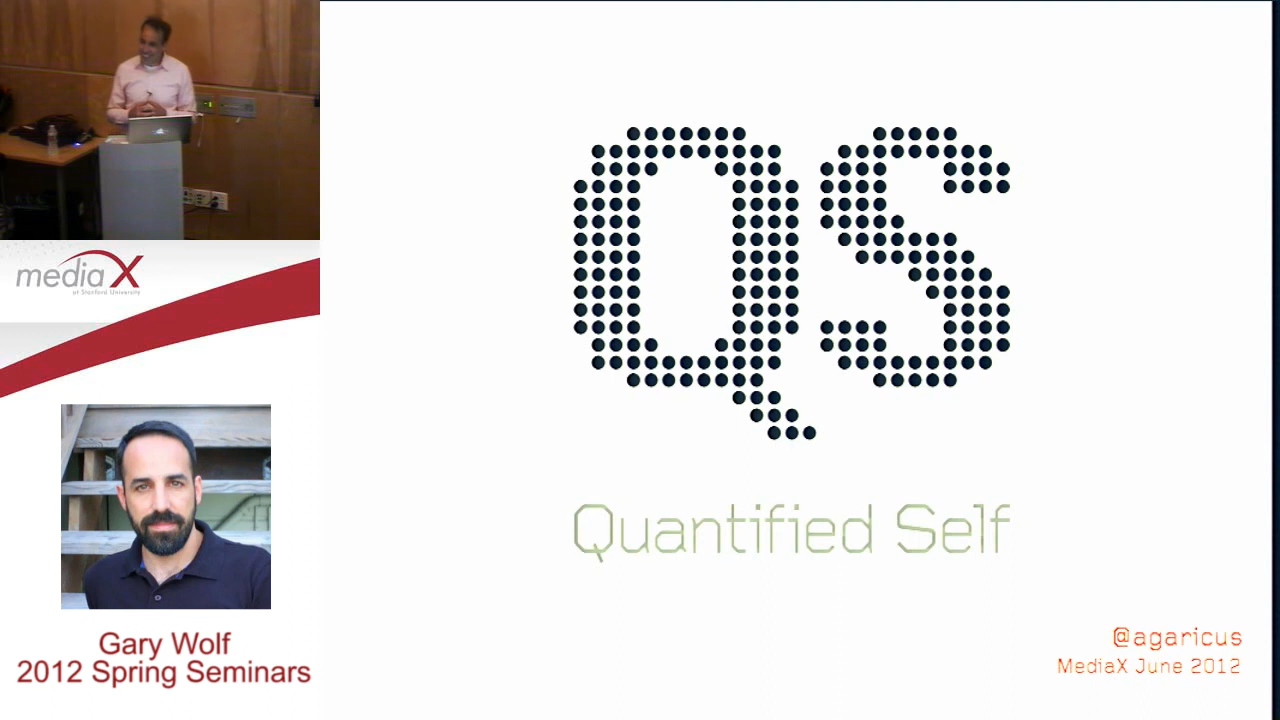 mediaX
at Stanford University
Gary Wolf
2012 Spring Seminars
QS
Quantified Self
@agaricus
MediaX June 2012